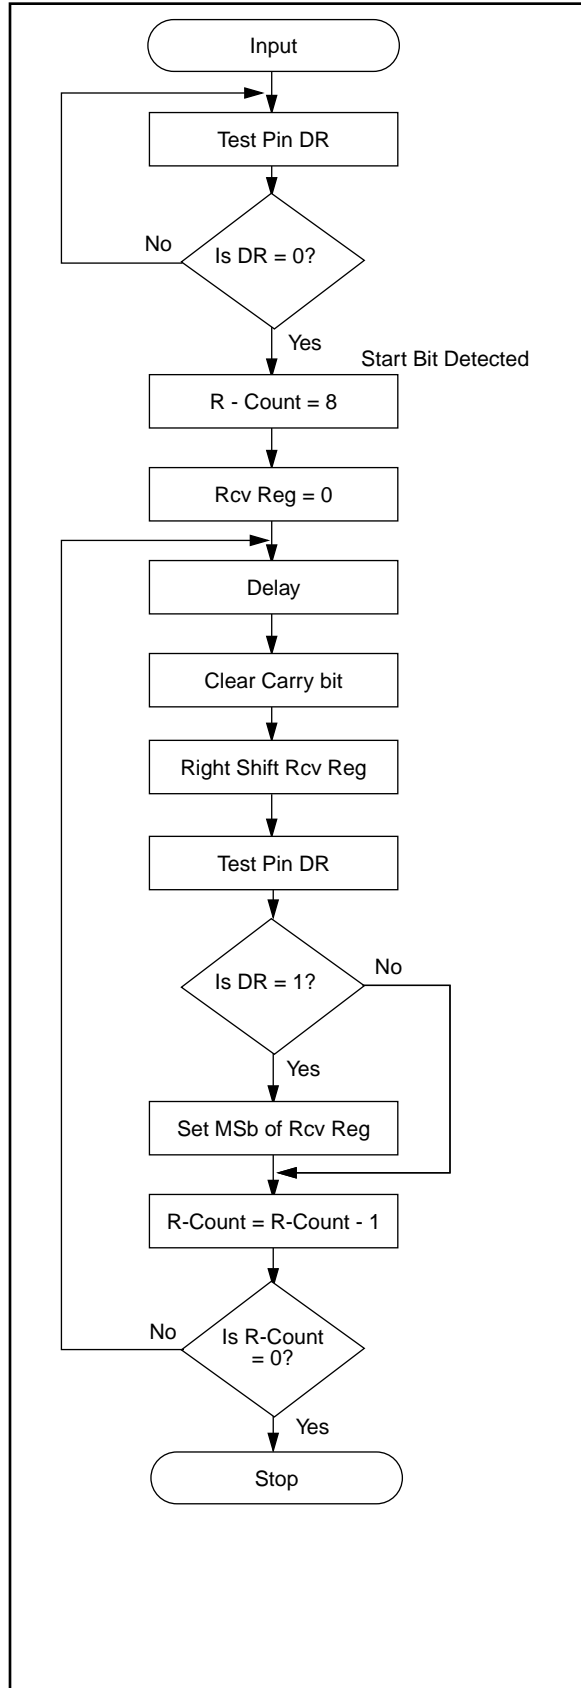 Input
Test Pin DR
No
Is DR = 0?
Yes
Start Bit Detected
R - Count = 8
Rcv Reg = 0
Delay
Clear Carry bit
Right Shift Rcv Reg
Test Pin DR
Is DR = 1?
No
Yes
Set MSb of Rcv Reg
R-Count = R-Count - 1
No
Is R-Count
= 0?
Yes
Stop